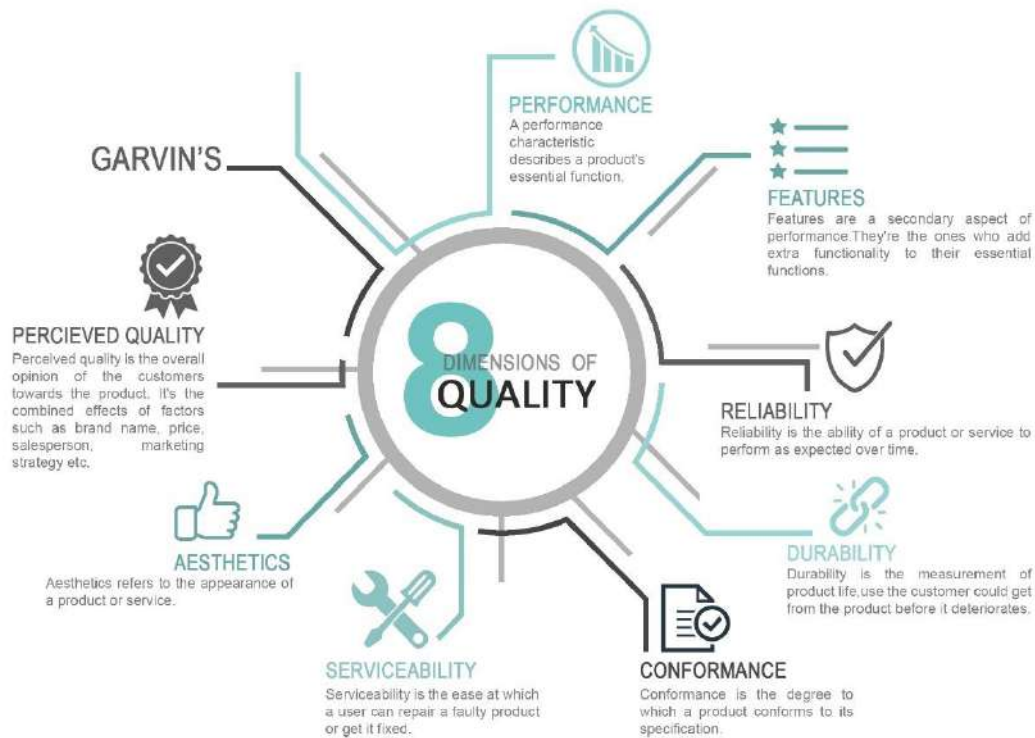 GARVIN'S
8
DIMENSIONS OF
QUALITY
PERFORMANCE
A performance
characteristic
describes a product's
essential function.
FEATURES
Features are a secondary aspect of
performance.They're the ones who add
extra functionality to their essential
functions.
RELIABILITY
Reliability is the ability of a product or service to
perform as expected over time.
DURABILITY
Durability is the measurement of
product life,use the customer could get
from the product before it deteriorates.
CONFORMANCE
Conformance is the degree to
which a product conforms to its
specification.
SERVICEABILITY
Serviceability is the ease at which
a user can repair a faulty product
or get it fixed.
AESTHETICS
Aesthetics refers to the appearance of
a product or service.
PERCIEVED QUALITY
Perceived quality is the overall
opinion of the customers
towards the product. It's the
combined effects of factors
such as brand name, price,
salesperson, marketing
strategy etc.